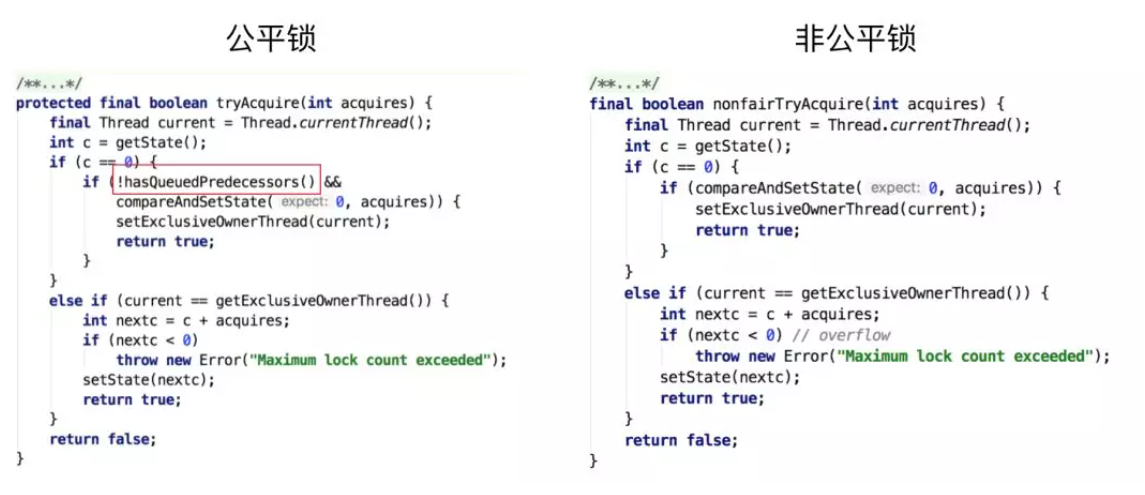 公平锁
/**...*/
protected final boolean tryAcquire(int acquires) {
final Thread current = Thread.currentThread();
int c = getState();
if (c == 0) {
if (!hasQueuedPredecessors() &&
compareAndSetState( expect: 0, acquires)) {
setExclusiveOwnerThread(current);
return true;
}
}
else if (current == getExclusiveOwnerThread()) {
int nextc = c + acquires;
if (nextc < 0)
throw new Error("Maximum lock count exceeded");
setState(nextc);
return true;
}
return false;
}
非公平锁
/**...*/
final boolean nonfairTryAcquire(int acquires) {
final Thread current = Thread.currentThread();
int c = getState();
if (c == 0) {
if (compareAndSetState( expect: 0, acquires)) {
setExclusiveOwnerThread(current);
return true;
}
}
else if (current == getExclusiveOwnerThread()) {
int nextc = c + acquires;
if (nextc < 0) // overflow
throw new Error("Maximum lock count exceeded");
setState(nextc);
return true;
}
return false;
}